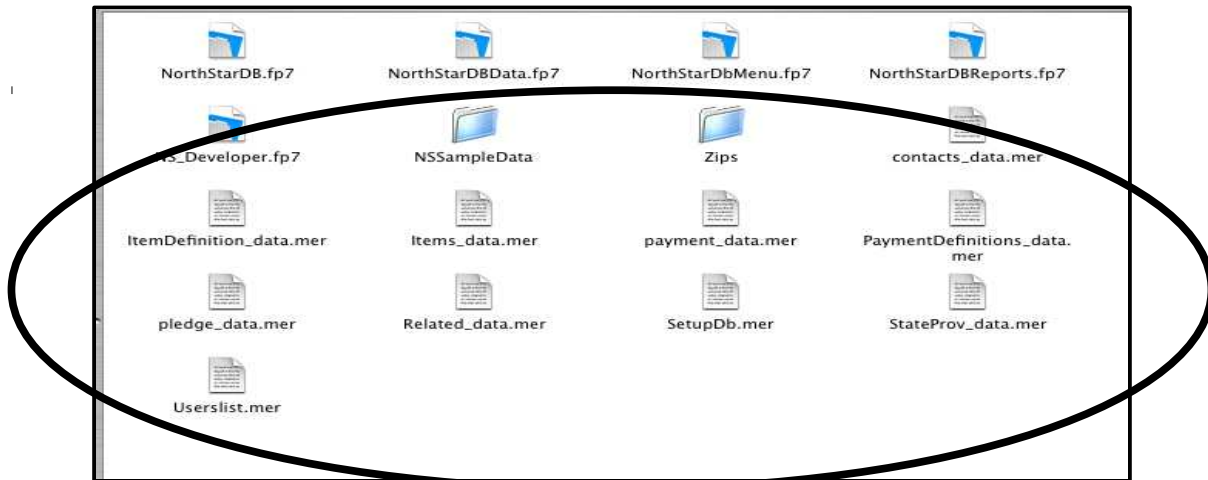 NorthStarDB.fp7 NorthStarDBData.fp7 NorthStarDbMenu.fp7 NorthStarDBReports.fp7
NS_Developer.fp7 NSSampleData Zips contacts_data.mer
ItemDefinition_data.mer Items_data.mer payment_data.mer PaymentDefinitions_data.
mer
pledge_data.mer Related_data.mer SetupDb.mer StateProv_data.mer
Userslist.mer